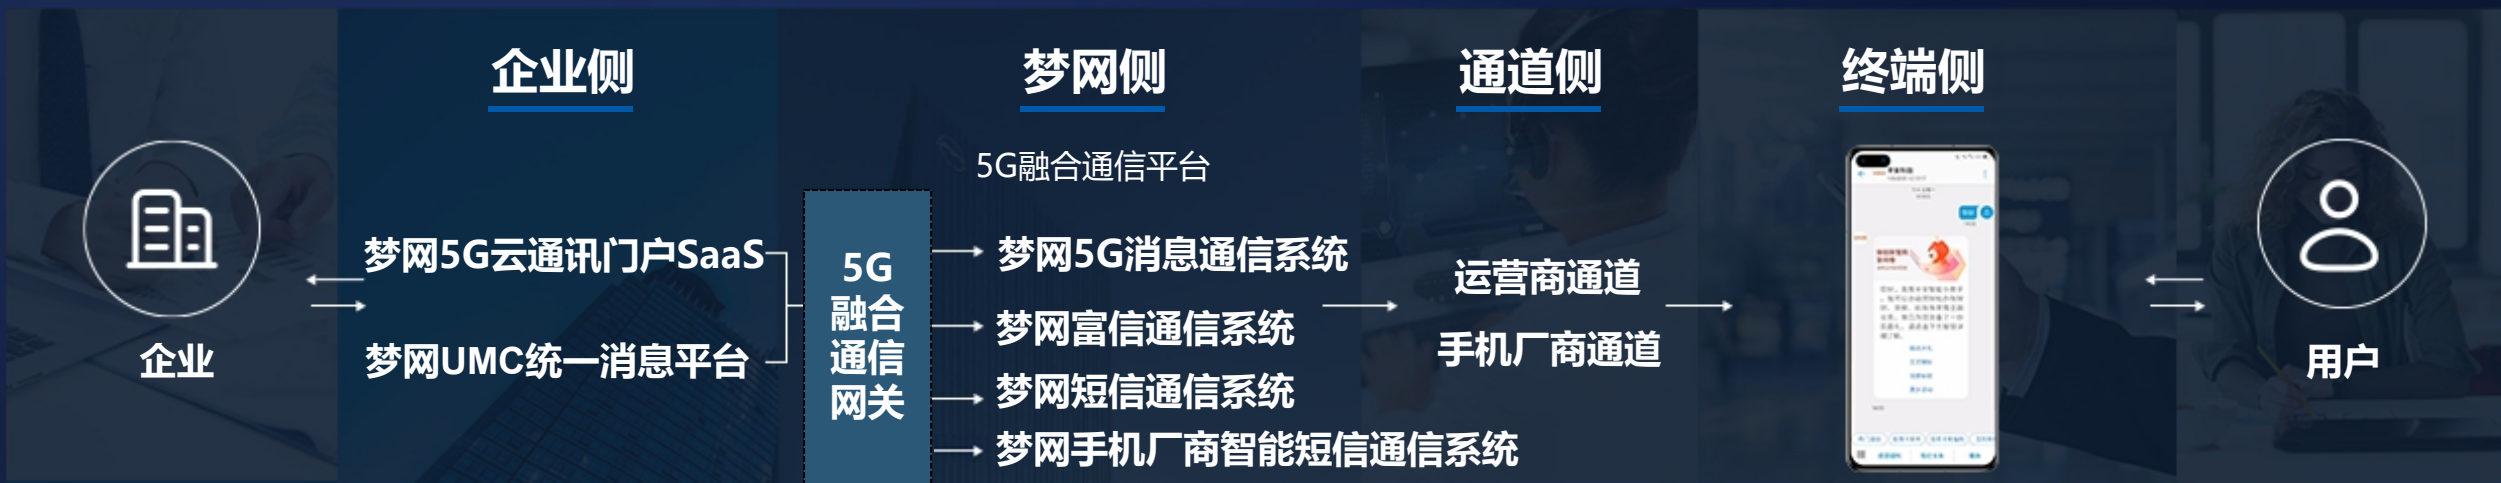 企业侧
梦网侧
通道侧
终端侧
5G融合通信平台
企业
梦网5G云通讯门户SaaS
梦网UMC统一消息平台
5G
融合
通信
网关
梦网5G消息通信系统
梦网富信通信系统
梦网短信通信系统
梦网手机厂商智能短信通信系统
运营商通道
手机厂商通道
用户